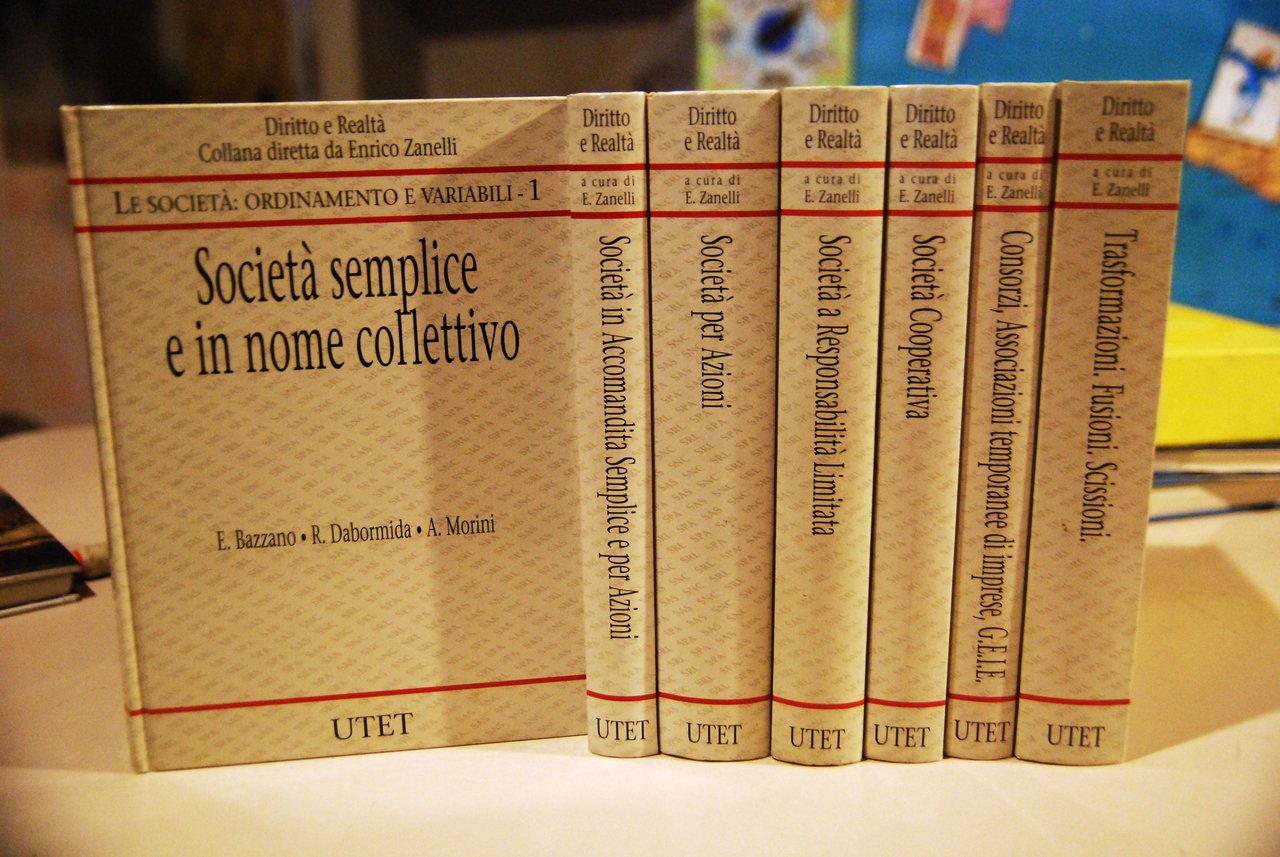 Diritto e Realtà
Collana diretta da Enrico Zanelli
LE SOCIETÀ: ORDINAMENTO E VARIABILI - 1
Società semplice
e in nome collettivo
E. Bazzano • R. Dabormida • A. Morini
UTET
Diritto
e Realtà
a cura di
E. Zanelli
Società in Accomandita Semplice e per Azioni
UTET
Diritto
e Realtà
a cura di
E. Zanelli
Società per Azioni
UTET
Diritto
e Realtà
a cura di
E. Zanelli
Società a Responsabilità Limitata
UTET
Diritto
e Realtà
a cura di
E. Zanelli
Società Cooperativa
UTET
Diritto
e Realtà
a cura di
E. Zanelli
Consorzi, Associazioni temporanee di imprese, G.E.I.E.
UTET
Diritto
e Realtà
a cura di
E. Zanelli
Trasformazioni. Fusioni. Scissioni.
UTET